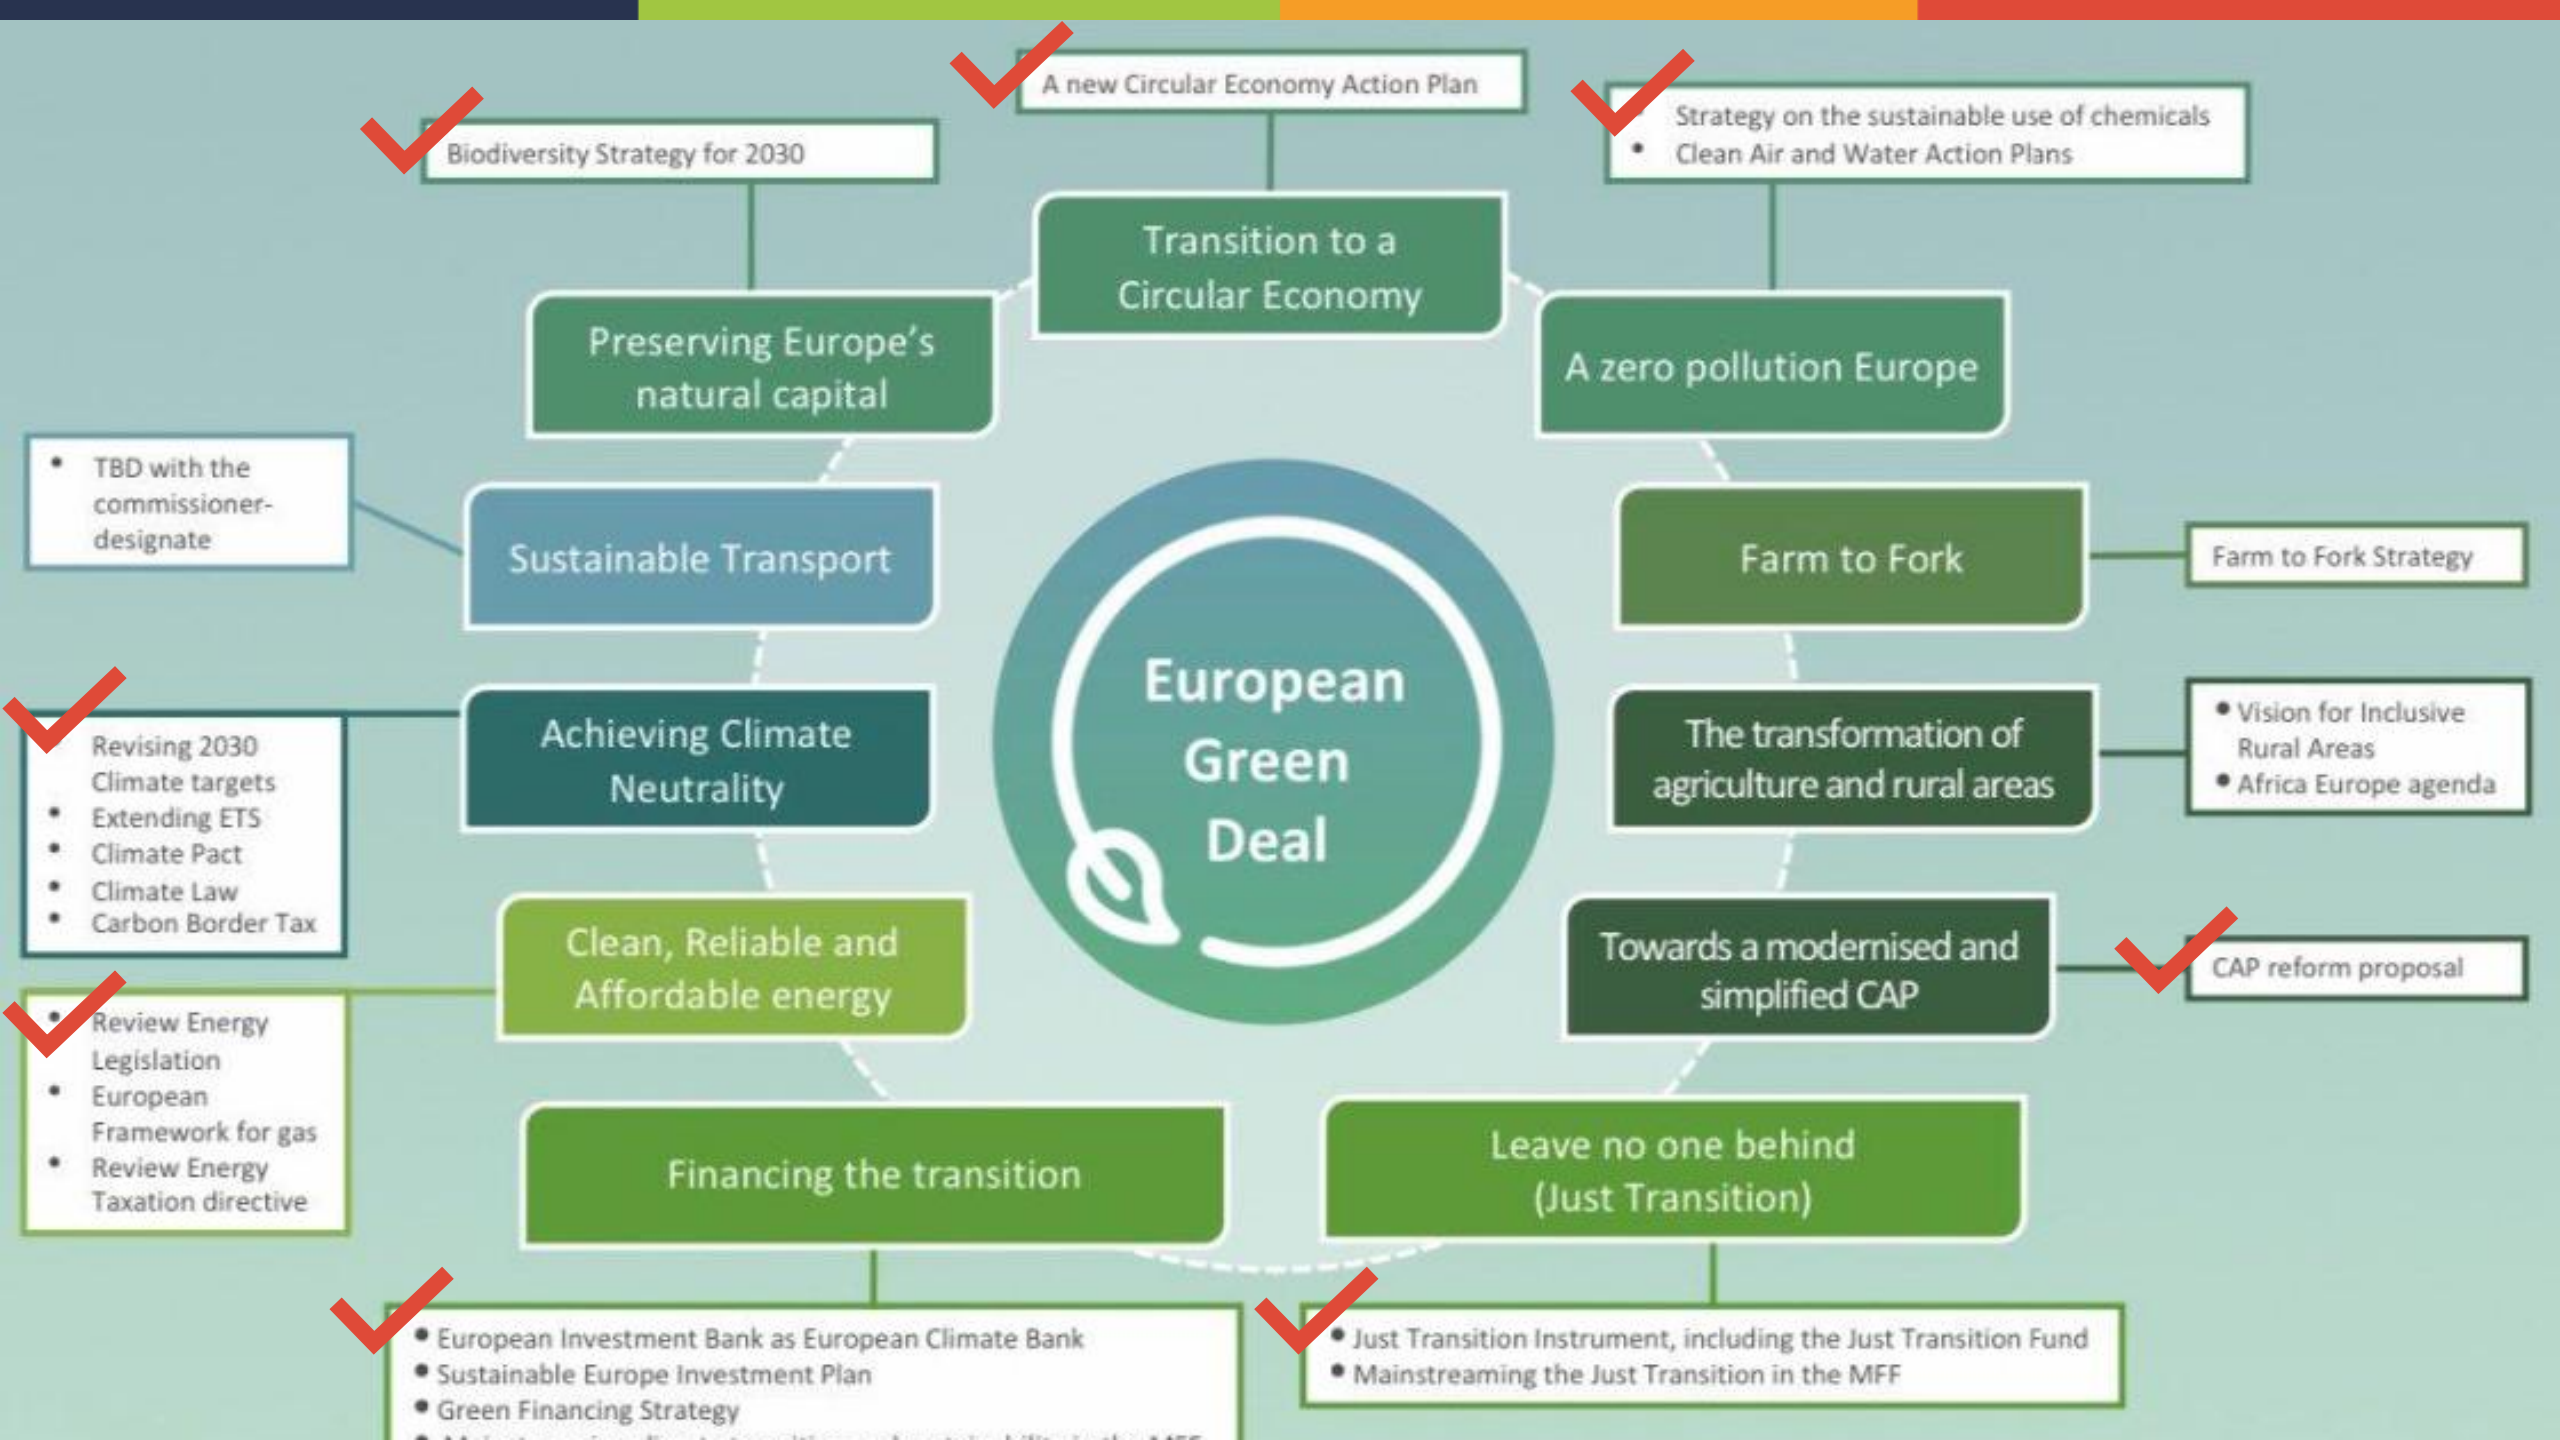 A new Circular Economy Action Plan
Strategy on the sustainable use of chemicals
• Clean Air and Water Action Plans
Biodiversity Strategy for 2030
Transition to a
Circular Economy
Preserving Europe's
natural capital
A zero pollution Europe
• TBD with the
commissioner-
designate
Sustainable Transport
Farm to Fork
Farm to Fork Strategy
European
Green
Deal
Achieving Climate
Neutrality
Revising 2030
Climate targets
• Extending ETS
• Climate Pact
• Climate Law
• Carbon Border Tax
The transformation of
agriculture and rural areas
• Vision for Inclusive
Rural Areas
• Africa Europe agenda
Clean, Reliable and
Affordable energy
• Review Energy
Legislation
• European
Framework for gas
• Review Energy
Taxation directive
Towards a modernised and
simplified CAP
CAP reform proposal
Financing the transition
Leave no one behind
(Just Transition)
• European Investment Bank as European Climate Bank
• Sustainable Europe Investment Plan
• Green Financing Strategy
• Just Transition Instrument, including the Just Transition Fund
• Mainstreaming the Just Transition in the MFF